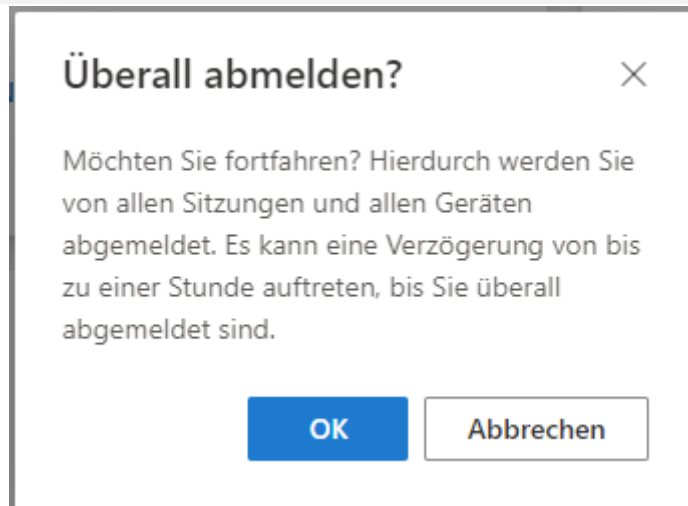 Überall abmelden?
Möchten Sie fortfahren? Hierdurch werden Sie
von allen Sitzungen und allen Geräten
abgemeldet. Es kann eine Verzögerung von bis
zu einer Stunde auftreten, bis Sie überall
abgemeldet sind.
OK
Abbrechen